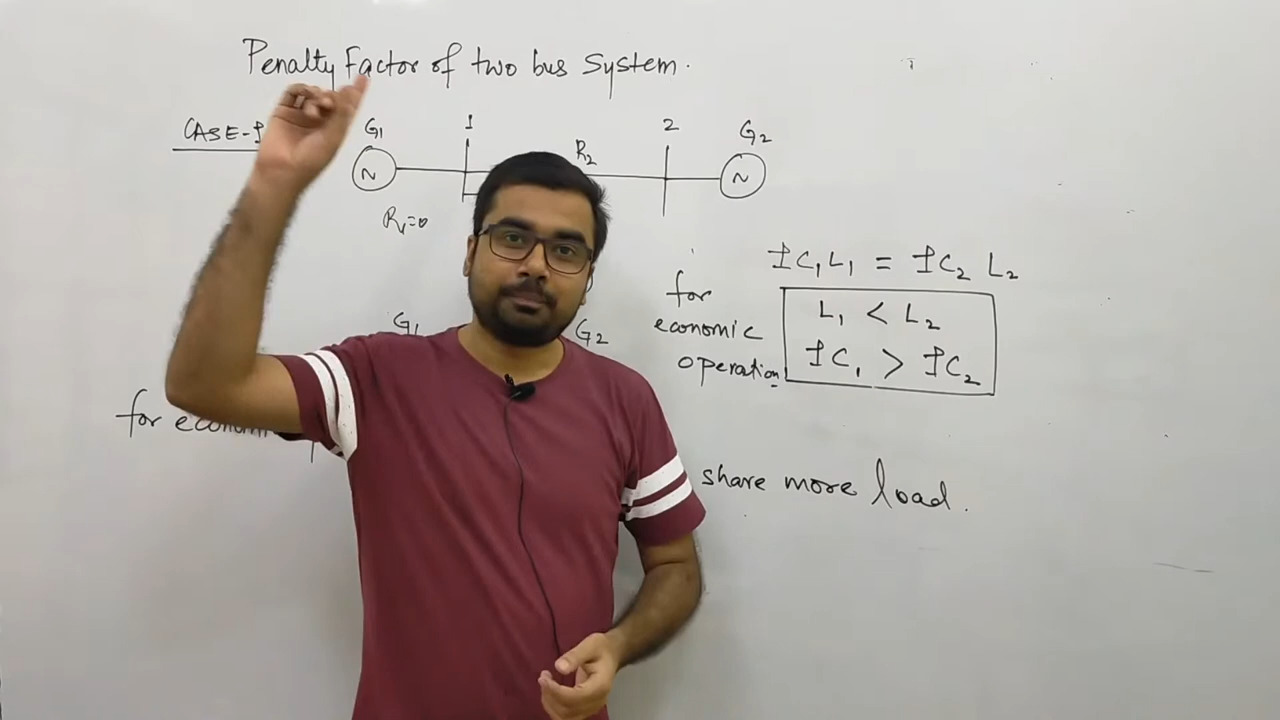 Penalty Factor of two bus System.
CASE-I
G1
1
2
G2
R2
~
~
R1=0
IC1L1 = IC2 L2
for economic operation
L1 < L2
IC1 > IC2
G1
G2
for
share more load.